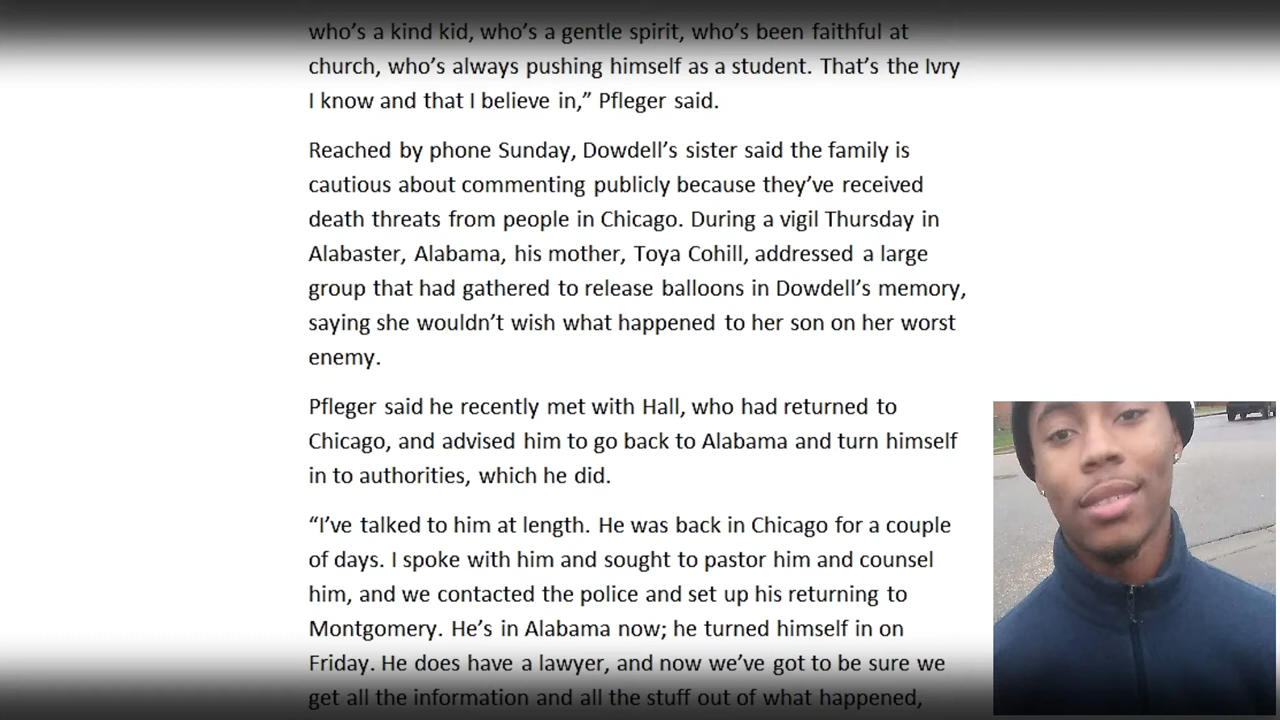 who’s a kind kid, who’s a gentle spirit, who’s been faithful at
church, who’s always pushing himself as a student. That’s the Ivry
I know and that I believe in,” Pfleger said.
Reached by phone Sunday, Dowdell’s sister said the family is
cautious about commenting publicly because they’ve received
death threats from people in Chicago. During a vigil Thursday in
Alabaster, Alabama, his mother, Toya Cohill, addressed a large
group that had gathered to release balloons in Dowdell’s memory,
saying she wouldn’t wish what happened to her son on her worst
enemy.
Pfleger said he recently met with Hall, who had returned to
Chicago, and advised him to go back to Alabama and turn himself
in to authorities, which he did.
“I’ve talked to him at length. He was back in Chicago for a couple
of days. I spoke with him and sought to pastor him and counsel
him, and we contacted the police and set up his returning to
Montgomery. He’s in Alabama now; he turned himself in on
Friday. He does have a lawyer, and now we’ve got to be sure we
get all the information and all the stuff out of what happened,